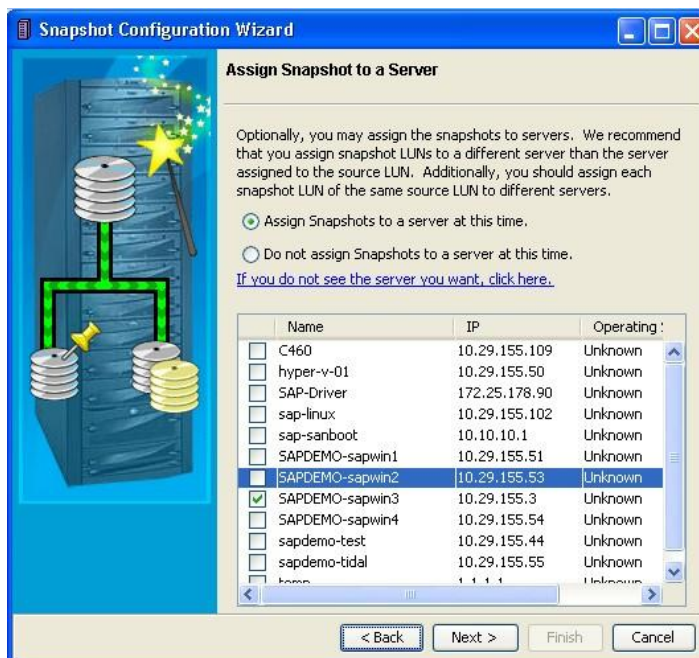 Snapshot Configuration Wizard
Assign Snapshot to a Server
Optionally, you may assign the snapshots to servers. We recommend
that you assign snapshot LUNs to a different server than the server
assigned to the source LUN. Additionally, you should assign each
snapshot LUN of the same source LUN to different servers.
Assign Snapshots to a server at this time.
Do not assign Snapshots to a server at this time.
If you do not see the server you want, click here.
Name IP Operating
C460 10.29.155.109 Unknown
hyper-v-01 10.29.155.50 Unknown
SAP-Driver 172.25.178.90 Unknown
sap-linux 10.29.155.102 Unknown
sap-sanboot 10.10.10.1 Unknown
SAPDEMO-sapwin1 10.29.155.51 Unknown
SAPDEMO-sapwin2 10.29.155.53 Unknown
SAPDEMO-sapwin3 10.29.155.3 Unknown
SAPDEMO-sapwin4 10.29.155.54 Unknown
sapdemo-test 10.29.155.44 Unknown
sapdemo-tidal 10.29.155.55 Unknown
temp 1.1.1.1 Unknown
< Back Next > Finish Cancel